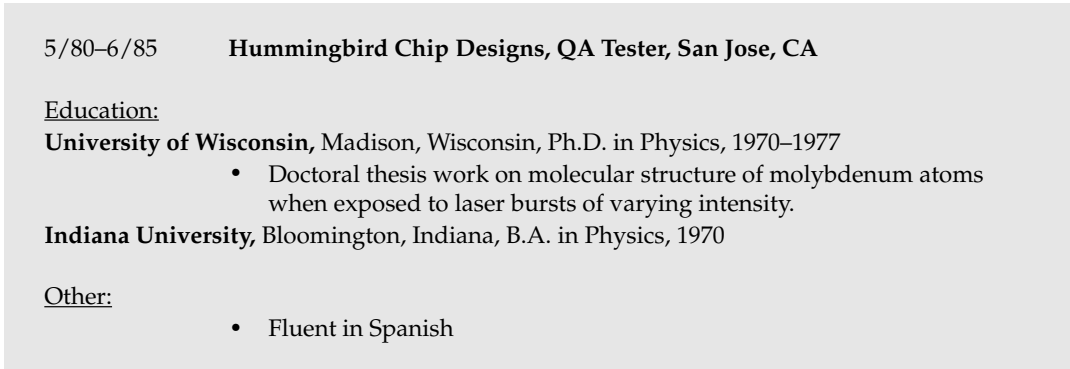 5/80–6/85 Hummingbird Chip Designs, QA Tester, San Jose, CA
Education:
University of Wisconsin, Madison, Wisconsin, Ph.D. in Physics, 1970–1977
• Doctoral thesis work on molecular structure of molybdenum atoms
when exposed to laser bursts of varying intensity.
Indiana University, Bloomington, Indiana, B.A. in Physics, 1970
Other:
• Fluent in Spanish